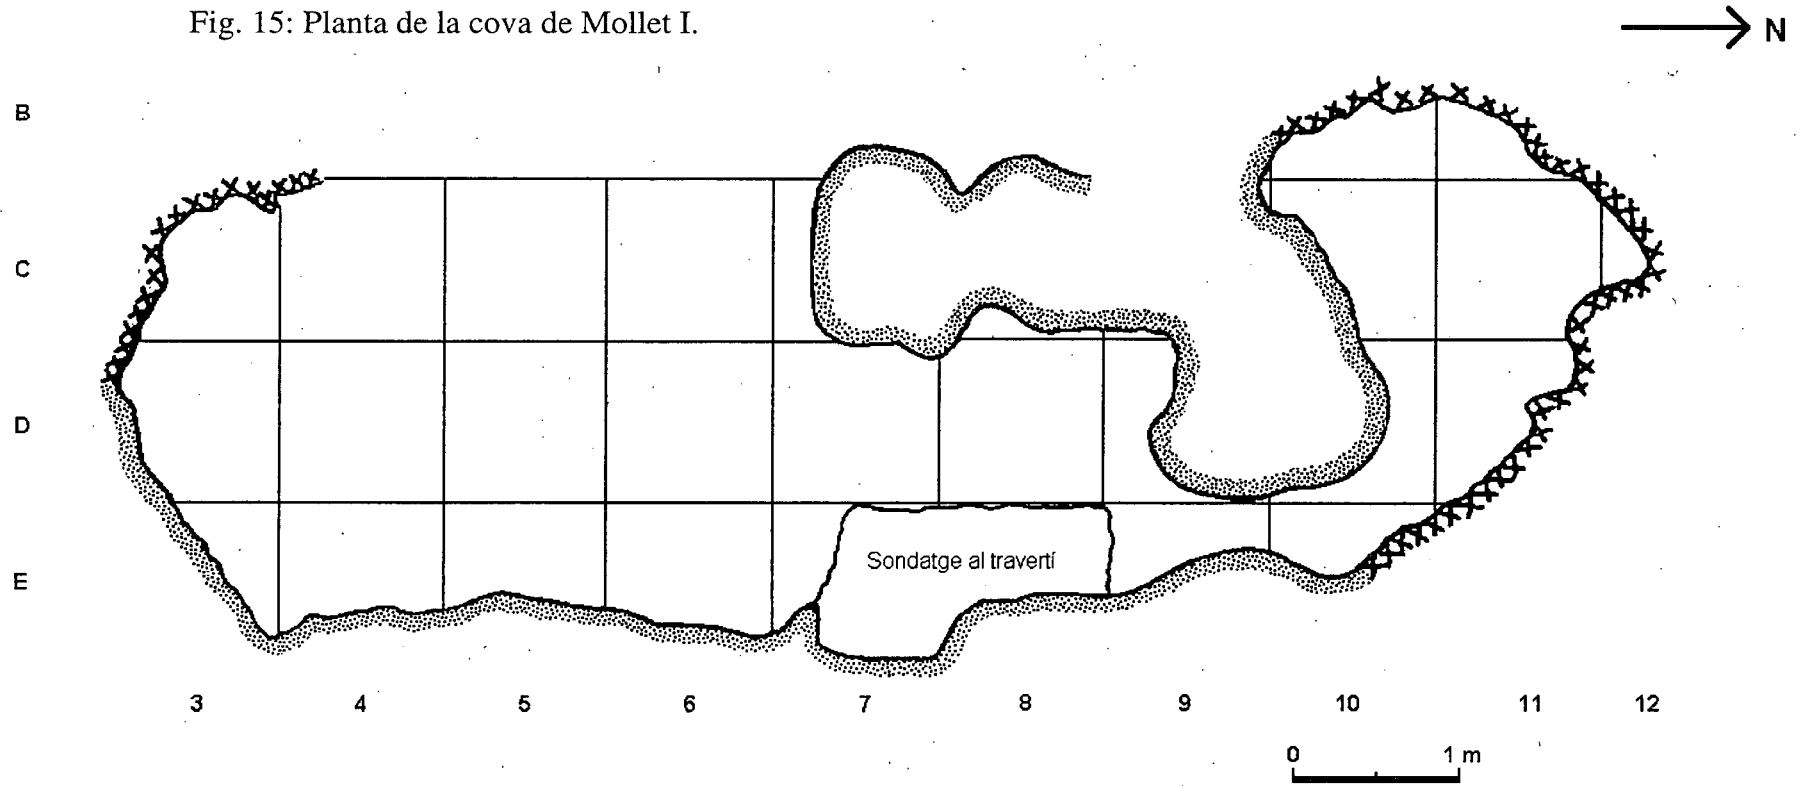 Fig. 15: Planta de la cova de Mollet I.
N
B
C
D
Sondatge al travertí
E
3 4 5 6 7 8 9 10 11 12
0 1 m